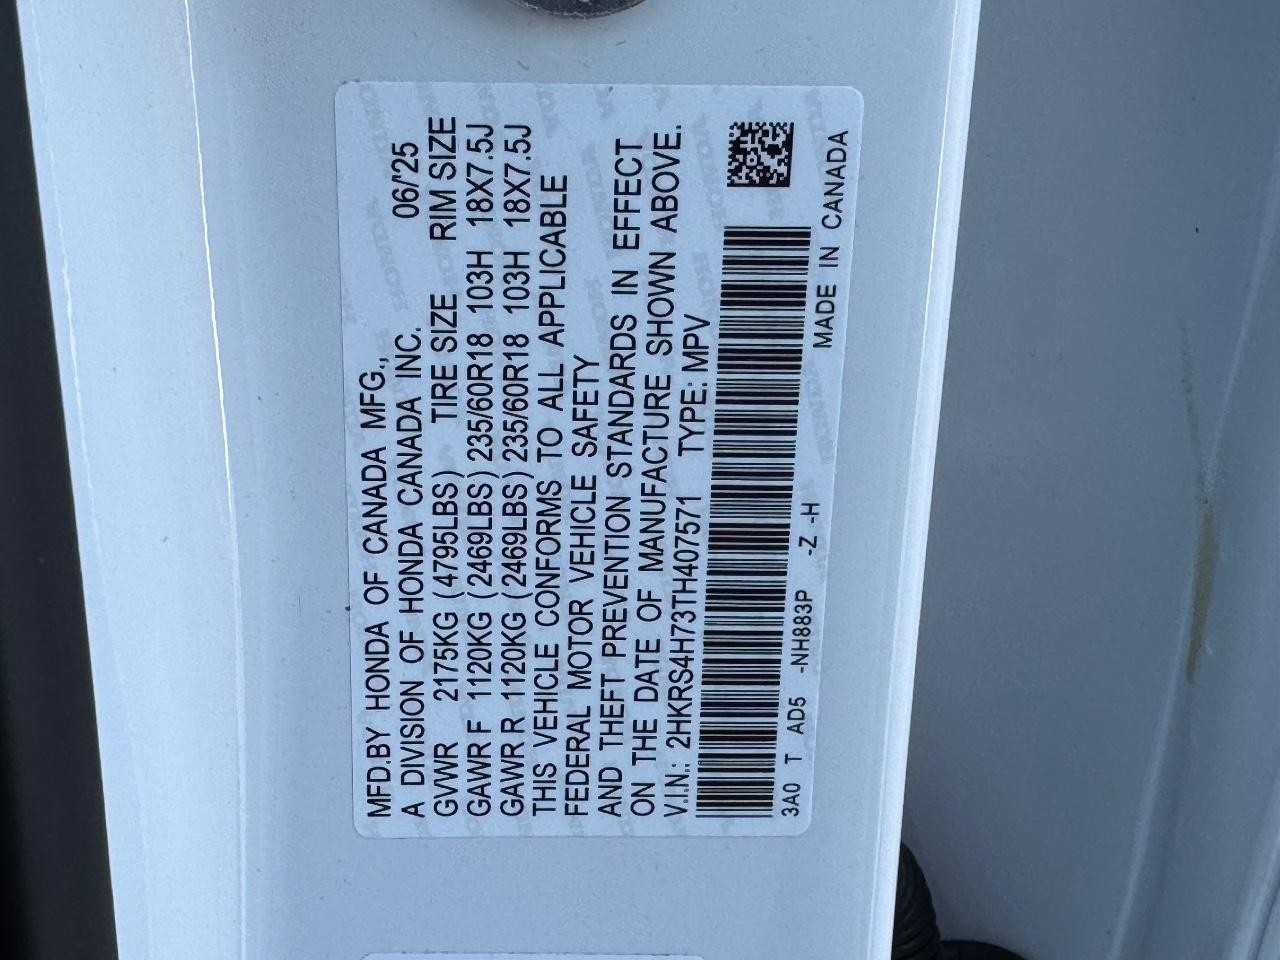 MFD.BY HONDA OF CANADA MFG.,
A DIVISION OF HONDA CANADA INC. 06/'25
GVWR 2175KG (4795LBS) TIRE SIZE RIM SIZE
GAWR F 1120KG (2469LBS) 235/60R18 103H 18X7.5J
GAWR R 1120KG (2469LBS) 235/60R18 103H 18X7.5J
THIS VEHICLE CONFORMS TO ALL APPLICABLE
FEDERAL MOTOR VEHICLE SAFETY
AND THEFT PREVENTION STANDARDS IN EFFECT
ON THE DATE OF MANUFACTURE SHOWN ABOVE.
V.I.N.: 2HKRS4H73TH407571 TYPE: MPV
3A0 T AD5 -NH883P -Z -H MADE IN CANADA